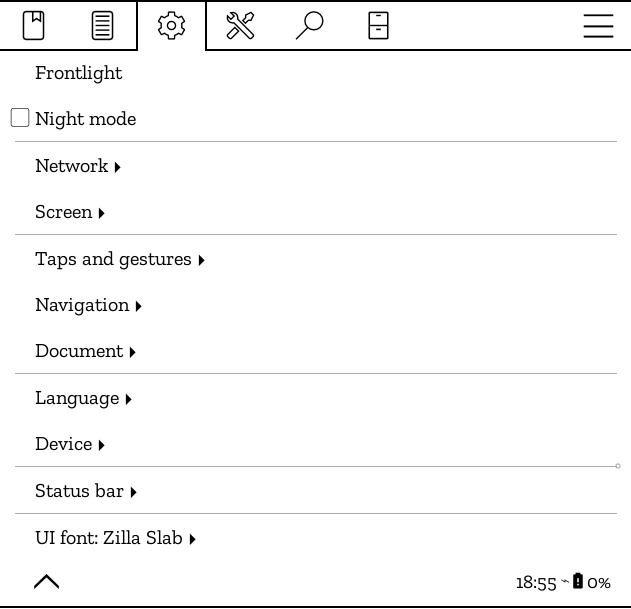 Frontlight
Night mode
Network
Screen
Taps and gestures
Navigation
Document
Language
Device
Status bar
UI font: Zilla Slab
18:55 0%